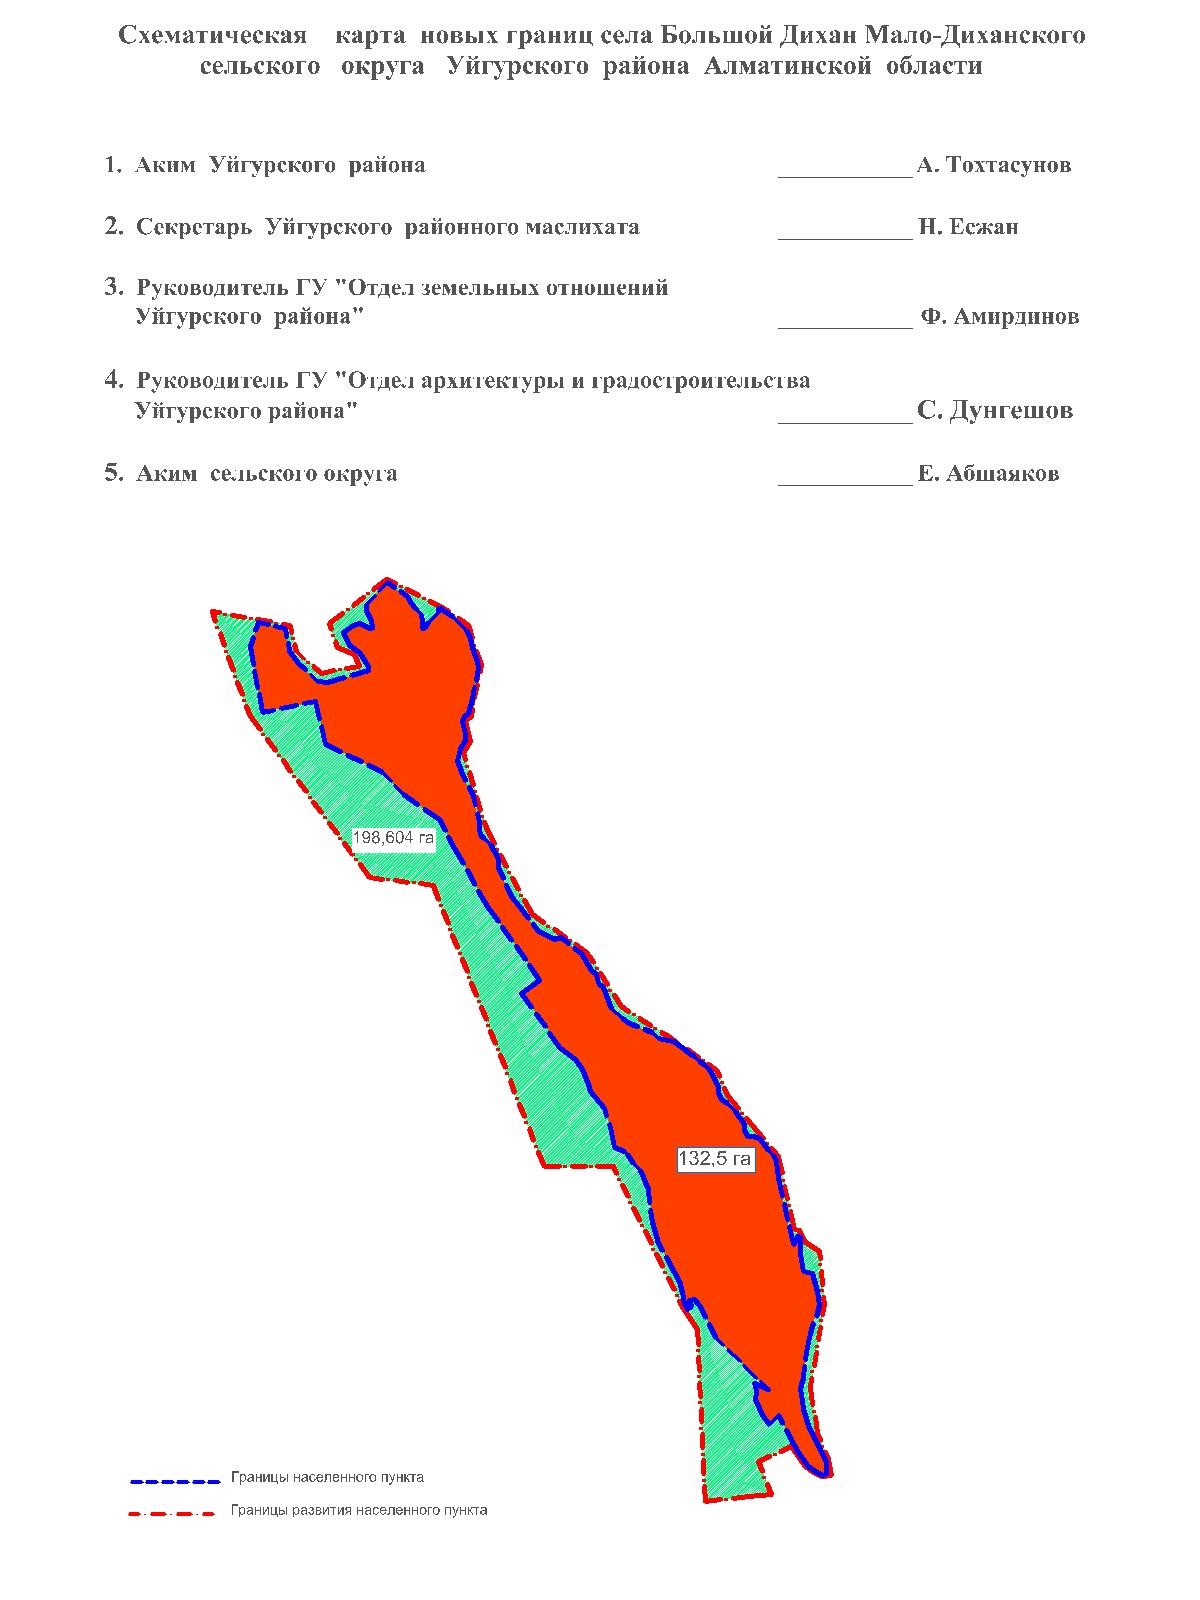 Схематическая карта новых границ села Большой Дихан Мало-Диханского
сельского округа Уйгурского района Алматинской области
1. Аким Уйгурского района ___________ А. Тохтасунов
2. Секретарь Уйгурского районного маслихата ___________ Н. Есжан
3. Руководитель ГУ "Отдел земельных отношений
Уйгурского района" ___________ Ф. Амирдинов
4. Руководитель ГУ "Отдел архитектуры и градостроительства
Уйгурского района" ___________ С. Дунгешов
5. Аким сельского округа ___________ Е. Абшаяков
198,604 га
132,5 га
Границы населенного пункта
Границы развития населенного пункта